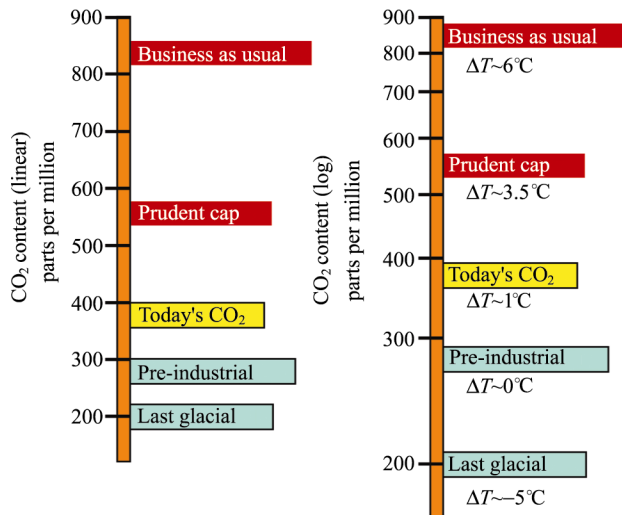 900
800
700
600
500
400
300
200
CO₂ content (linear)
parts per million
Business as usual
Prudent cap
Today's CO₂
Pre-industrial
Last glacial
900
800
700
600
500
400
300
200
CO₂ content (log)
parts per million
Business as usual
ΔT~6℃
Prudent cap
ΔT~3.5℃
Today's CO₂
ΔT~1℃
Pre-industrial
ΔT~0℃
Last glacial
ΔT~−5℃